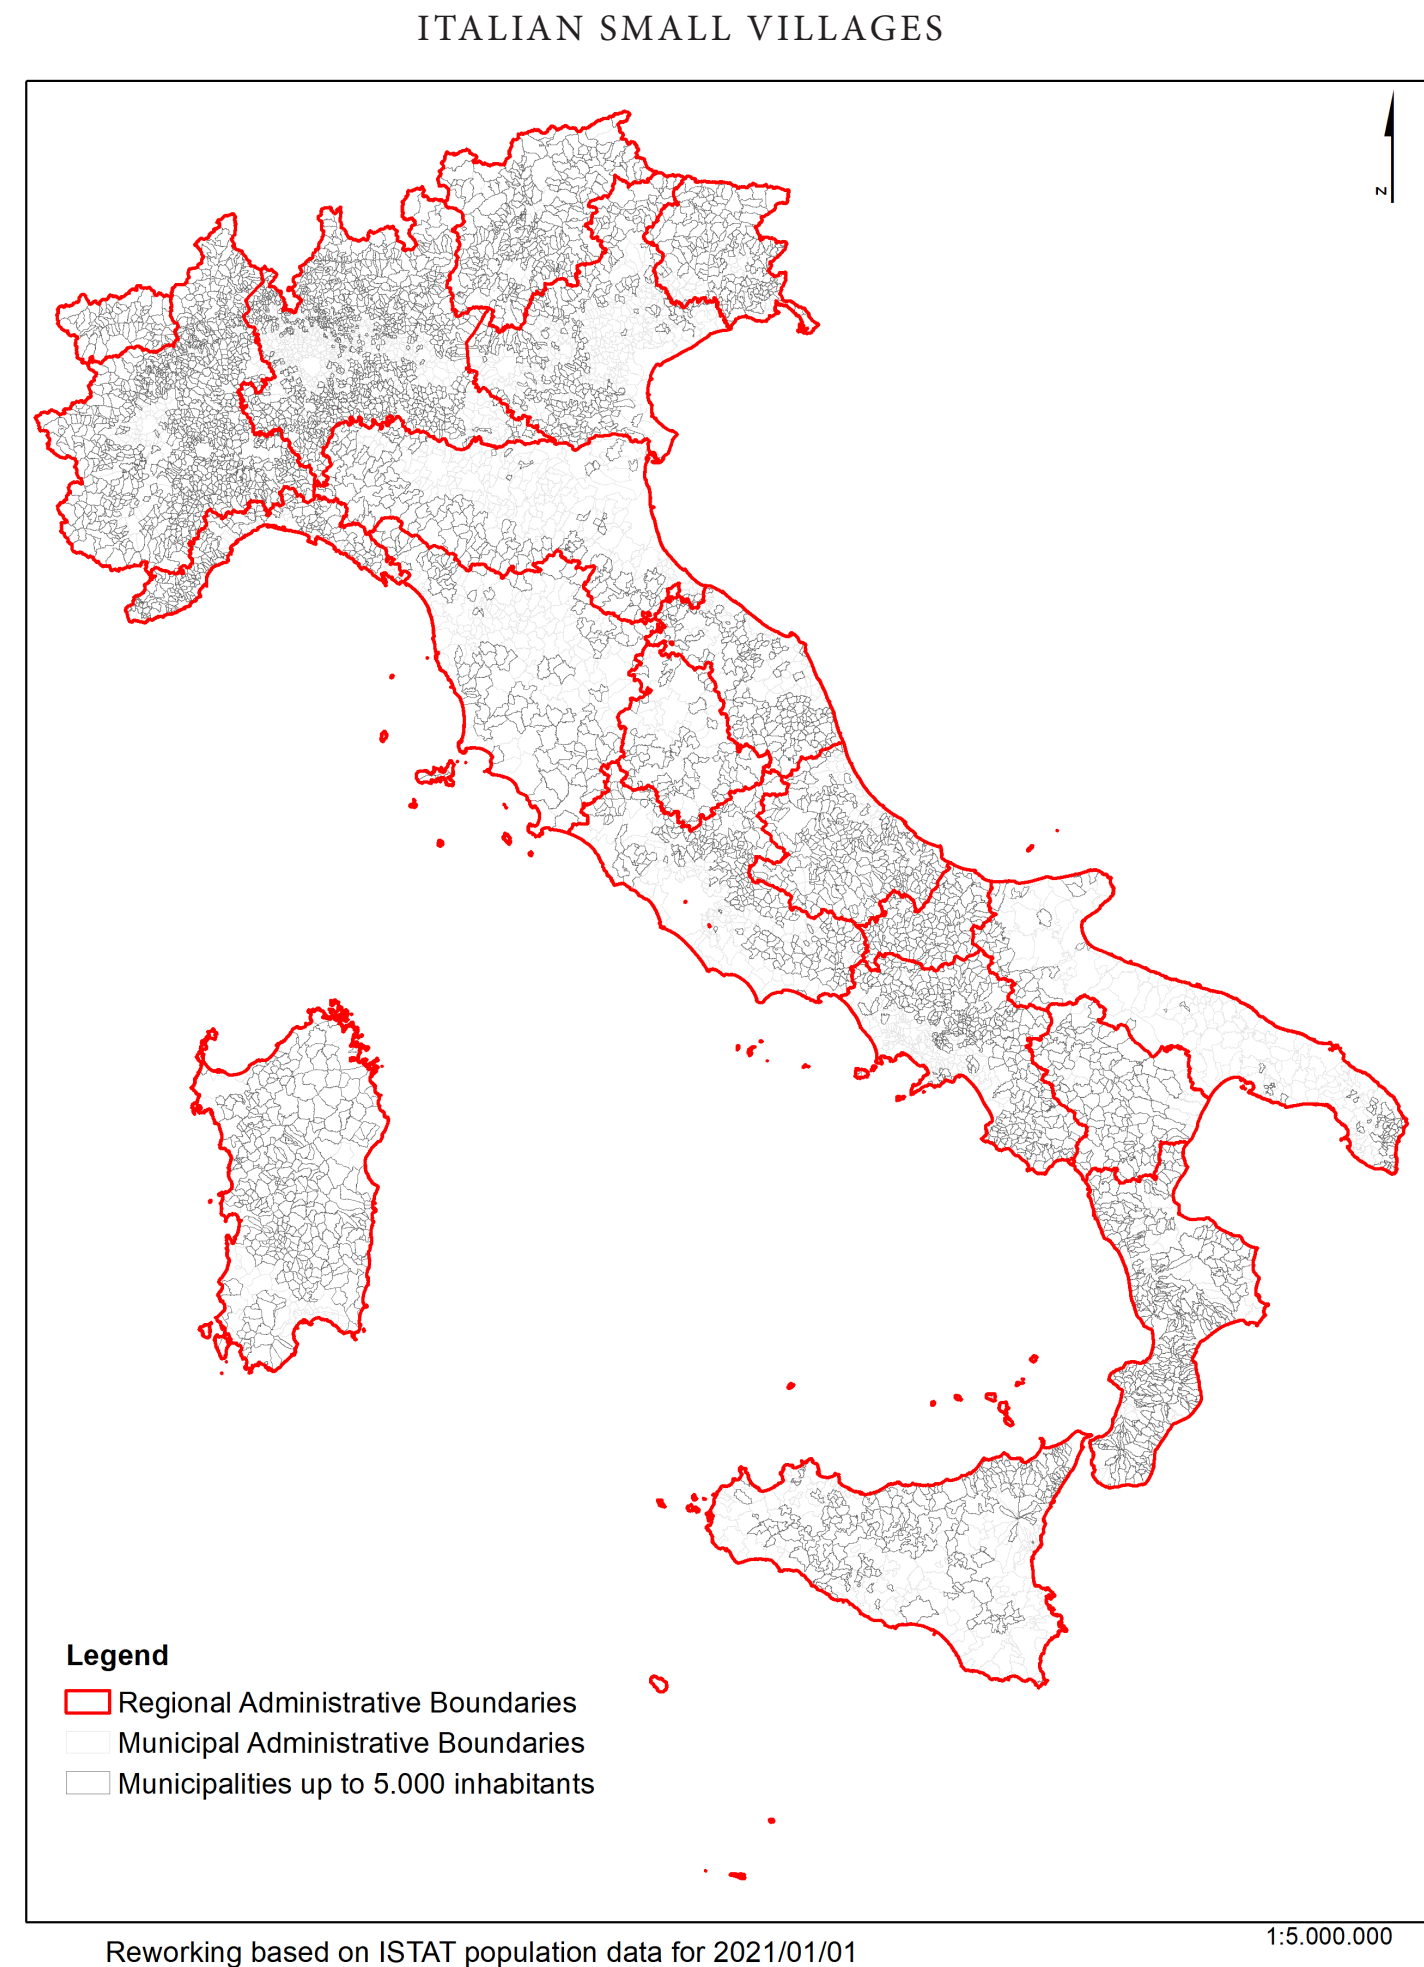 ITALIAN SMALL VILLAGES
z
Legend
Regional Administrative Boundaries
Municipal Administrative Boundaries
Municipalities up to 5.000 inhabitants
1:5.000.000
Reworking based on ISTAT population data for 2021/01/01